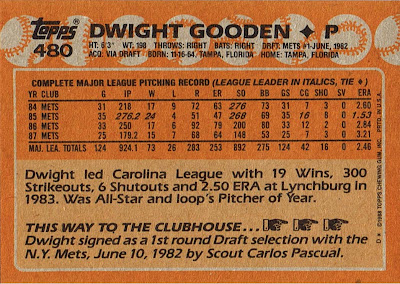 Topps
480
DWIGHT GOODEN ♦ P
HT: 6'3" WT: 198 THROWS: RIGHT BATS: RIGHT DRAFT: METS #1-JUNE, 1982
ACQ: VIA DRAFT BORN: 11-16-64, TAMPA, FLORIDA HOME: TAMPA, FLORIDA
COMPLETE MAJOR LEAGUE PITCHING RECORD (LEAGUE LEADER IN ITALICS, TIE ♦)
YR CLUB G IP W L R ER SO BB GS CG SHO SV ERA
84 METS 31 218 17 9 72 63 276 73 31 7 3 0 2.60
85 METS 35 276.2 24 4 51 47 268 69 35 16 8 0 1.53
86 METS 33 250 17 6 92 79 200 80 33 12 2 0 2.84
87 METS 25 179.2 15 7 68 64 148 53 25 7 3 0 3.21
MAJ. LEA. TOTALS 124 924.1 73 26 283 253 892 275 124 42 16 0 2.46
Dwight led Carolina League with 19 Wins, 300
Strikeouts, 6 Shutouts and 2.50 ERA at Lynchburg in
1983. Was All-Star and loop's Pitcher of Year.
THIS WAY TO THE CLUBHOUSE...
Dwight signed as a 1st round Draft selection with the
N.Y. Mets, June 10, 1982 by Scout Carlos Pascual.
©1988 TOPPS CHEWING GUM, INC. PRTD. IN U.S.A.